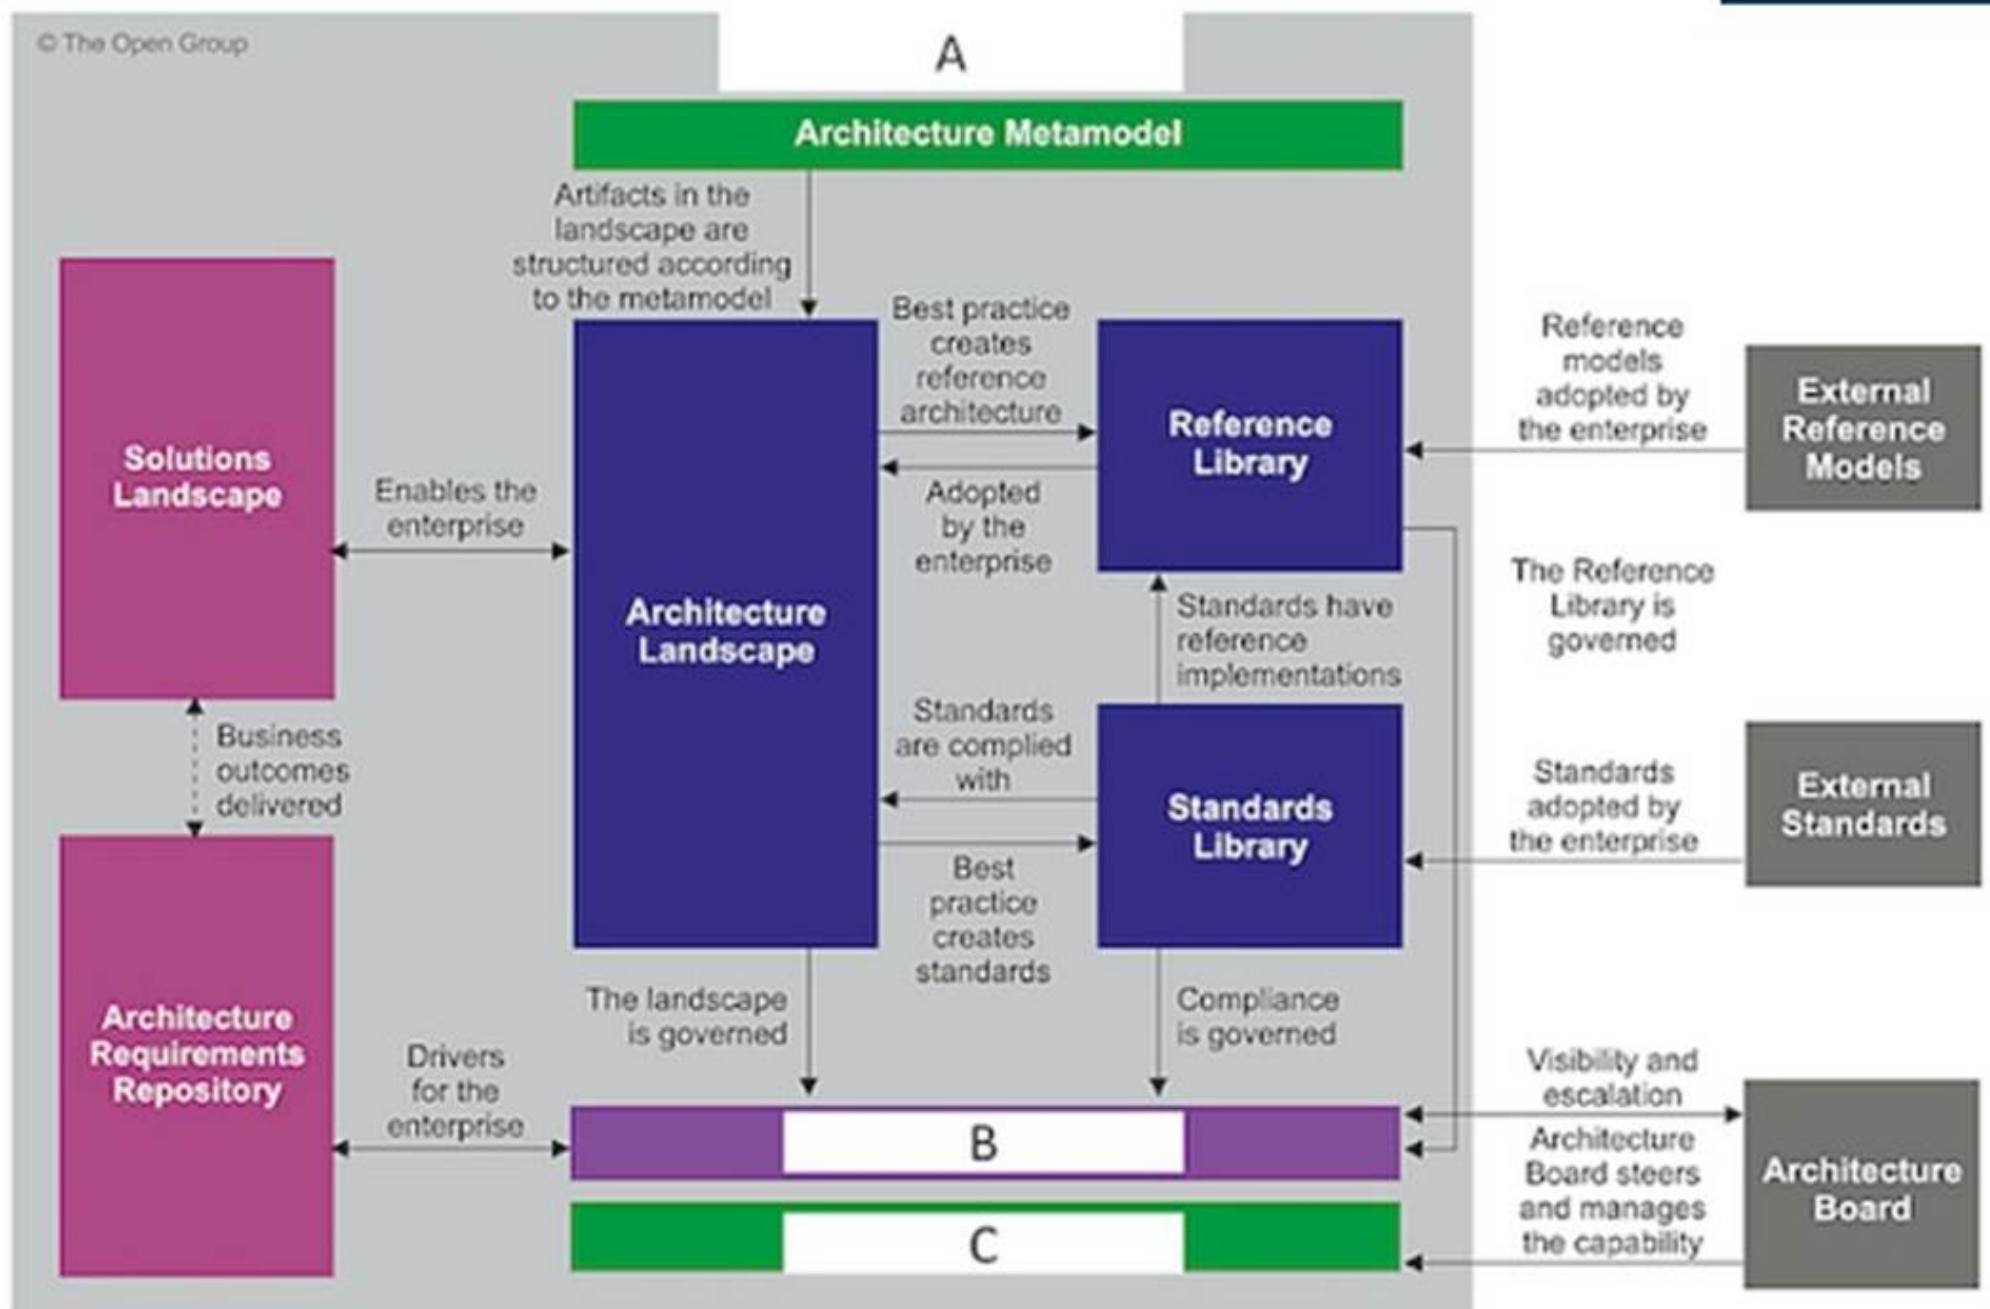 © The Open Group
A
Architecture Metamodel
Artifacts in the
landscape are
structured according
to the metamodel
Best practice
creates
reference
architecture
Reference
models
adopted by
the enterprise
External
Reference
Models
Solutions
Landscape
Enables the
enterprise
Reference
Library
Adopted
by the
enterprise
Architecture
Landscape
Standards have
reference
implementations
The Reference
Library is
governed
Business
outcomes
delivered
Standards
are complied
with
Standards
Library
Standards
adopted by
the enterprise
External
Standards
Best
practice
creates
standards
Architecture
Requirements
Repository
Drivers
for the
enterprise
The landscape
is governed
Compliance
is governed
Visibility and
escalation
B
Architecture
Board steers
and manages
the capability
Architecture
Board
C